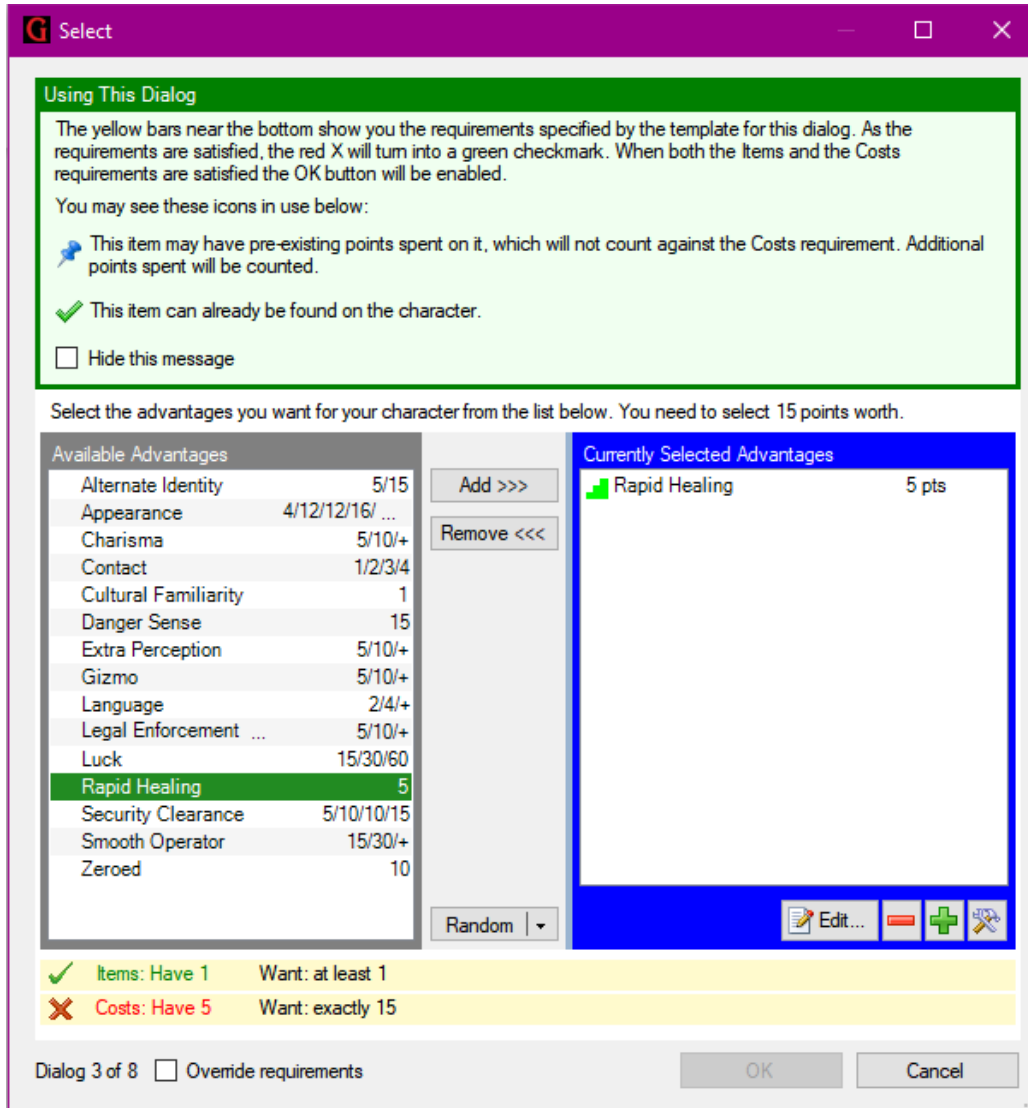 G Select
Using This Dialog
The yellow bars near the bottom show you the requirements specified by the template for this dialog. As the
requirements are satisfied, the red X will turn into a green checkmark. When both the Items and the Costs
requirements are satisfied the OK button will be enabled.
You may see these icons in use below:
This item may have pre-existing points spent on it, which will not count against the Costs requirement. Additional
points spent will be counted.
This item can already be found on the character.
Hide this message
Select the advantages you want for your character from the list below. You need to select 15 points worth.
Available Advantages
Alternate Identity 5/15
Appearance 4/12/12/16/ ...
Charisma 5/10/+
Contact 1/2/3/4
Cultural Familiarity 1
Danger Sense 15
Extra Perception 5/10/+
Gizmo 5/10/+
Language 2/4/+
Legal Enforcement ... 5/10/+
Luck 15/30/60
Rapid Healing 5
Security Clearance 5/10/10/15
Smooth Operator 15/30/+
Zeroed 10
Add >>>
Remove <<<
Random
Currently Selected Advantages
Rapid Healing 5 pts
Edit...
Items: Have 1 Want: at least 1
Costs: Have 5 Want: exactly 15
Dialog 3 of 8 Override requirements
OK Cancel